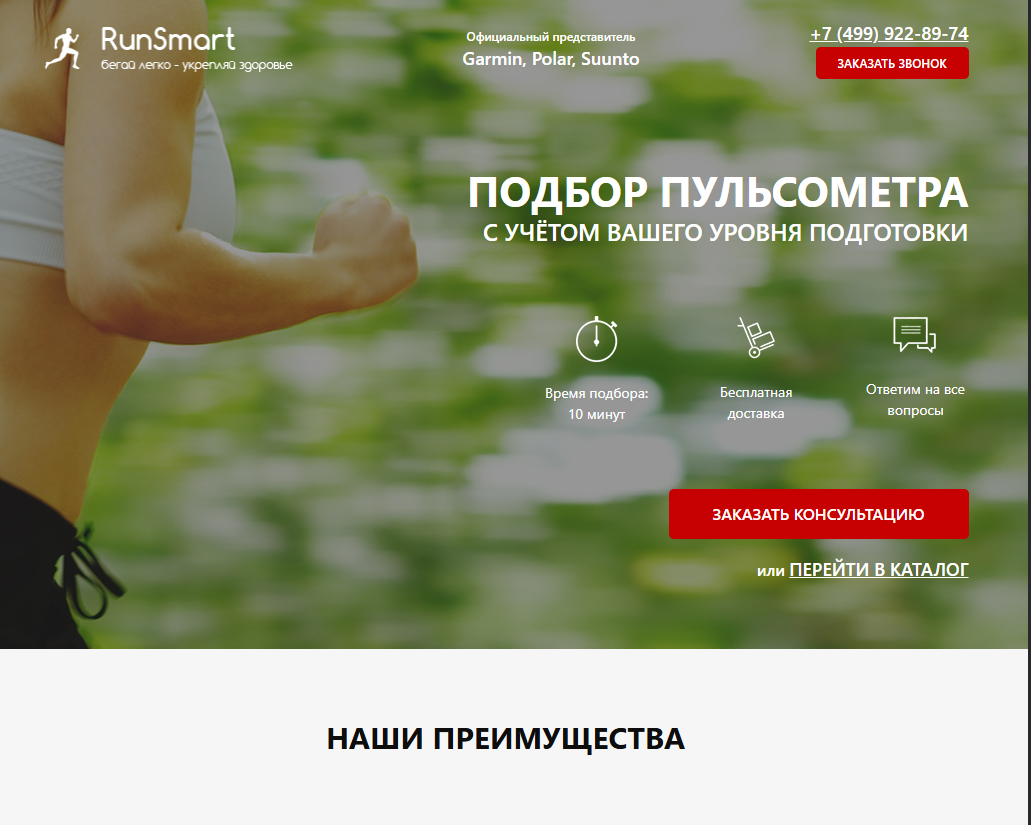 RunSmart
бегай легко - укрепляй здоровье
Официальный представитель
Garmin, Polar, Suunto
+7 (499) 922-89-74
ЗАКАЗАТЬ ЗВОНОК
ПОДБОР ПУЛЬСОМЕТРА
С УЧЁТОМ ВАШЕГО УРОВНЯ ПОДГОТОВКИ
Время подбора:
10 минут
Бесплатная
доставка
Ответим на все
вопросы
ЗАКАЗАТЬ КОНСУЛЬТАЦИЮ
или ПЕРЕЙТИ В КАТАЛОГ
НАШИ ПРЕИМУЩЕСТВА